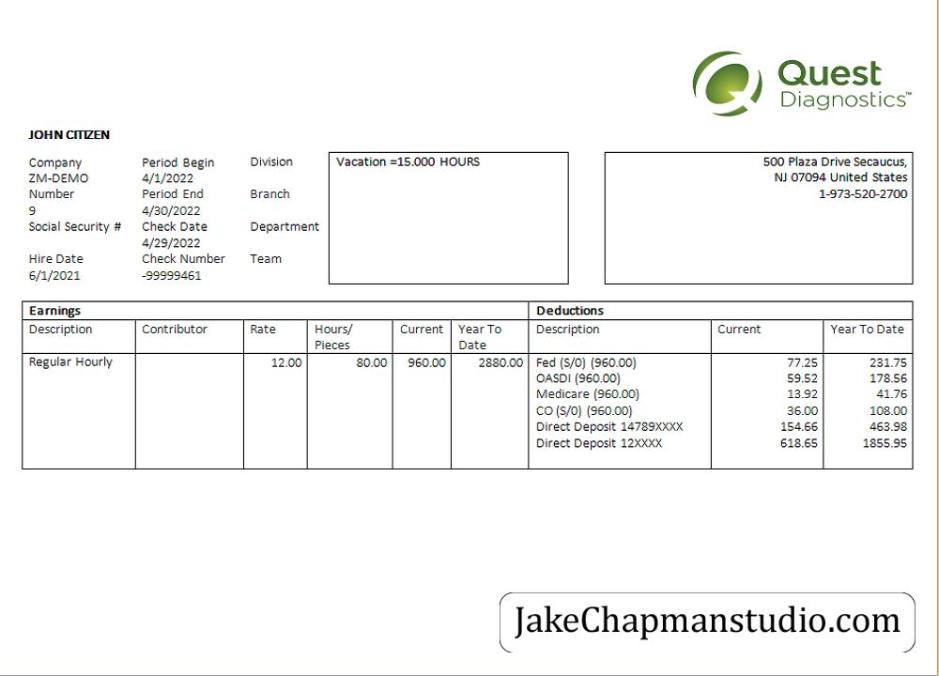 Quest
Diagnostics™
JOHN CITIZEN
Company Period Begin Division
ZM-DEMO 4/1/2022
Number Period End Branch
9 4/30/2022
Social Security # Check Date Department
4/29/2022
Hire Date Check Number Team
6/1/2021 -99999461
Vacation =15.000 HOURS
500 Plaza Drive Secaucus,
NJ 07094 United States
1-973-520-2700
Earnings Deductions
Description Contributor Rate Hours/ Current Year To Description Current Year To Date
Pieces Date
Regular Hourly 12.00 80.00 960.00 2880.00 Fed (S/0) (960.00) 77.25 231.75
OASDI (960.00) 59.52 178.56
Medicare (960.00) 13.92 41.76
CO (S/0) (960.00) 36.00 108.00
Direct Deposit 14789XXXX 154.66 463.98
Direct Deposit 12XXXX 618.65 1855.95
JakeChapmanstudio.com